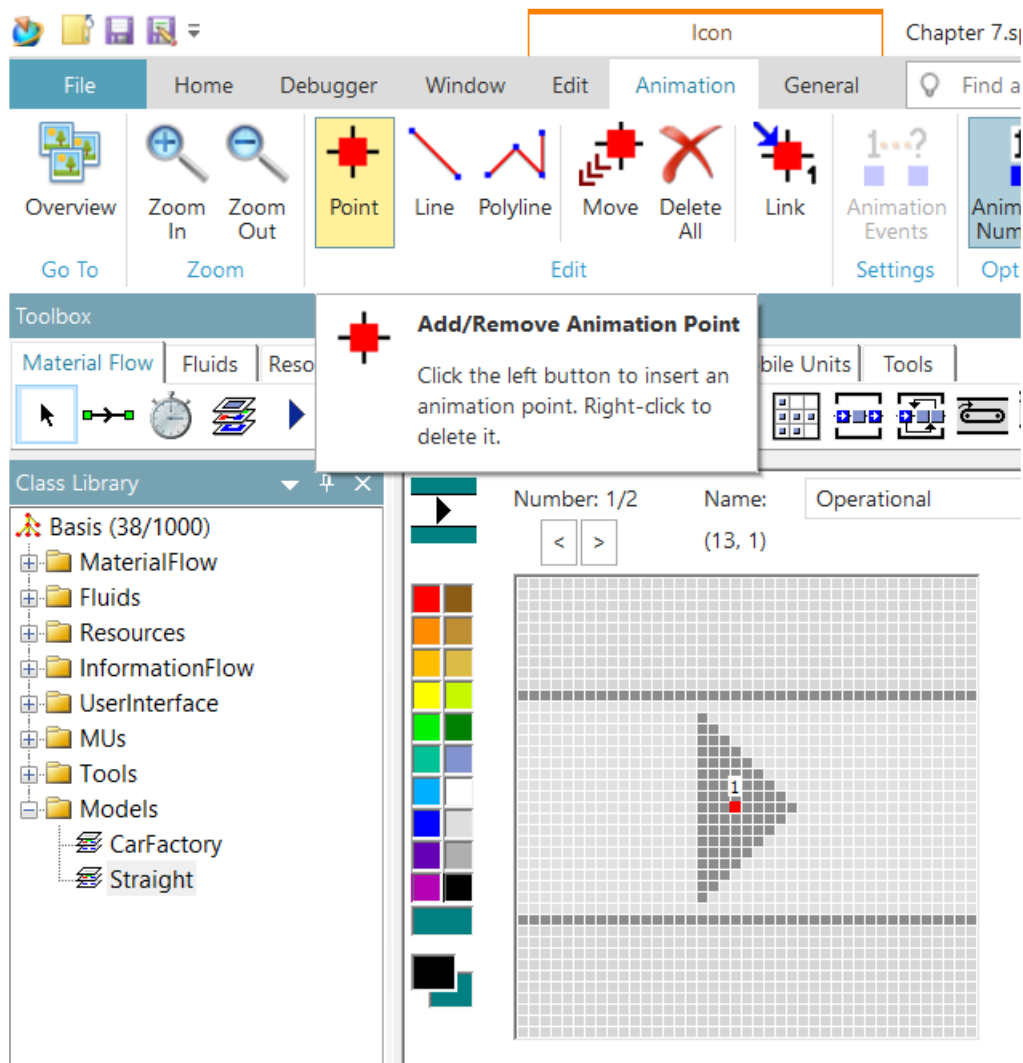 Icon
Chapter 7.sp
File Home Debugger Window Edit Animation General Find a
1 ? 1
Overview Zoom In Zoom Out Point Line Polyline Move Delete All Link Animation Events Anim Num
Go To Zoom Edit Settings Opt
Toolbox
Add/Remove Animation Point
Material Flow Fluids Reso bile Units Tools
Click the left button to insert an
animation point. Right-click to
delete it.
Class Library
Number: 1/2 Name: Operational
< > (13, 1)
Basis (38/1000)
MaterialFlow
Fluids
Resources
InformationFlow
UserInterface
MUs
Tools
1
Models
CarFactory
Straight